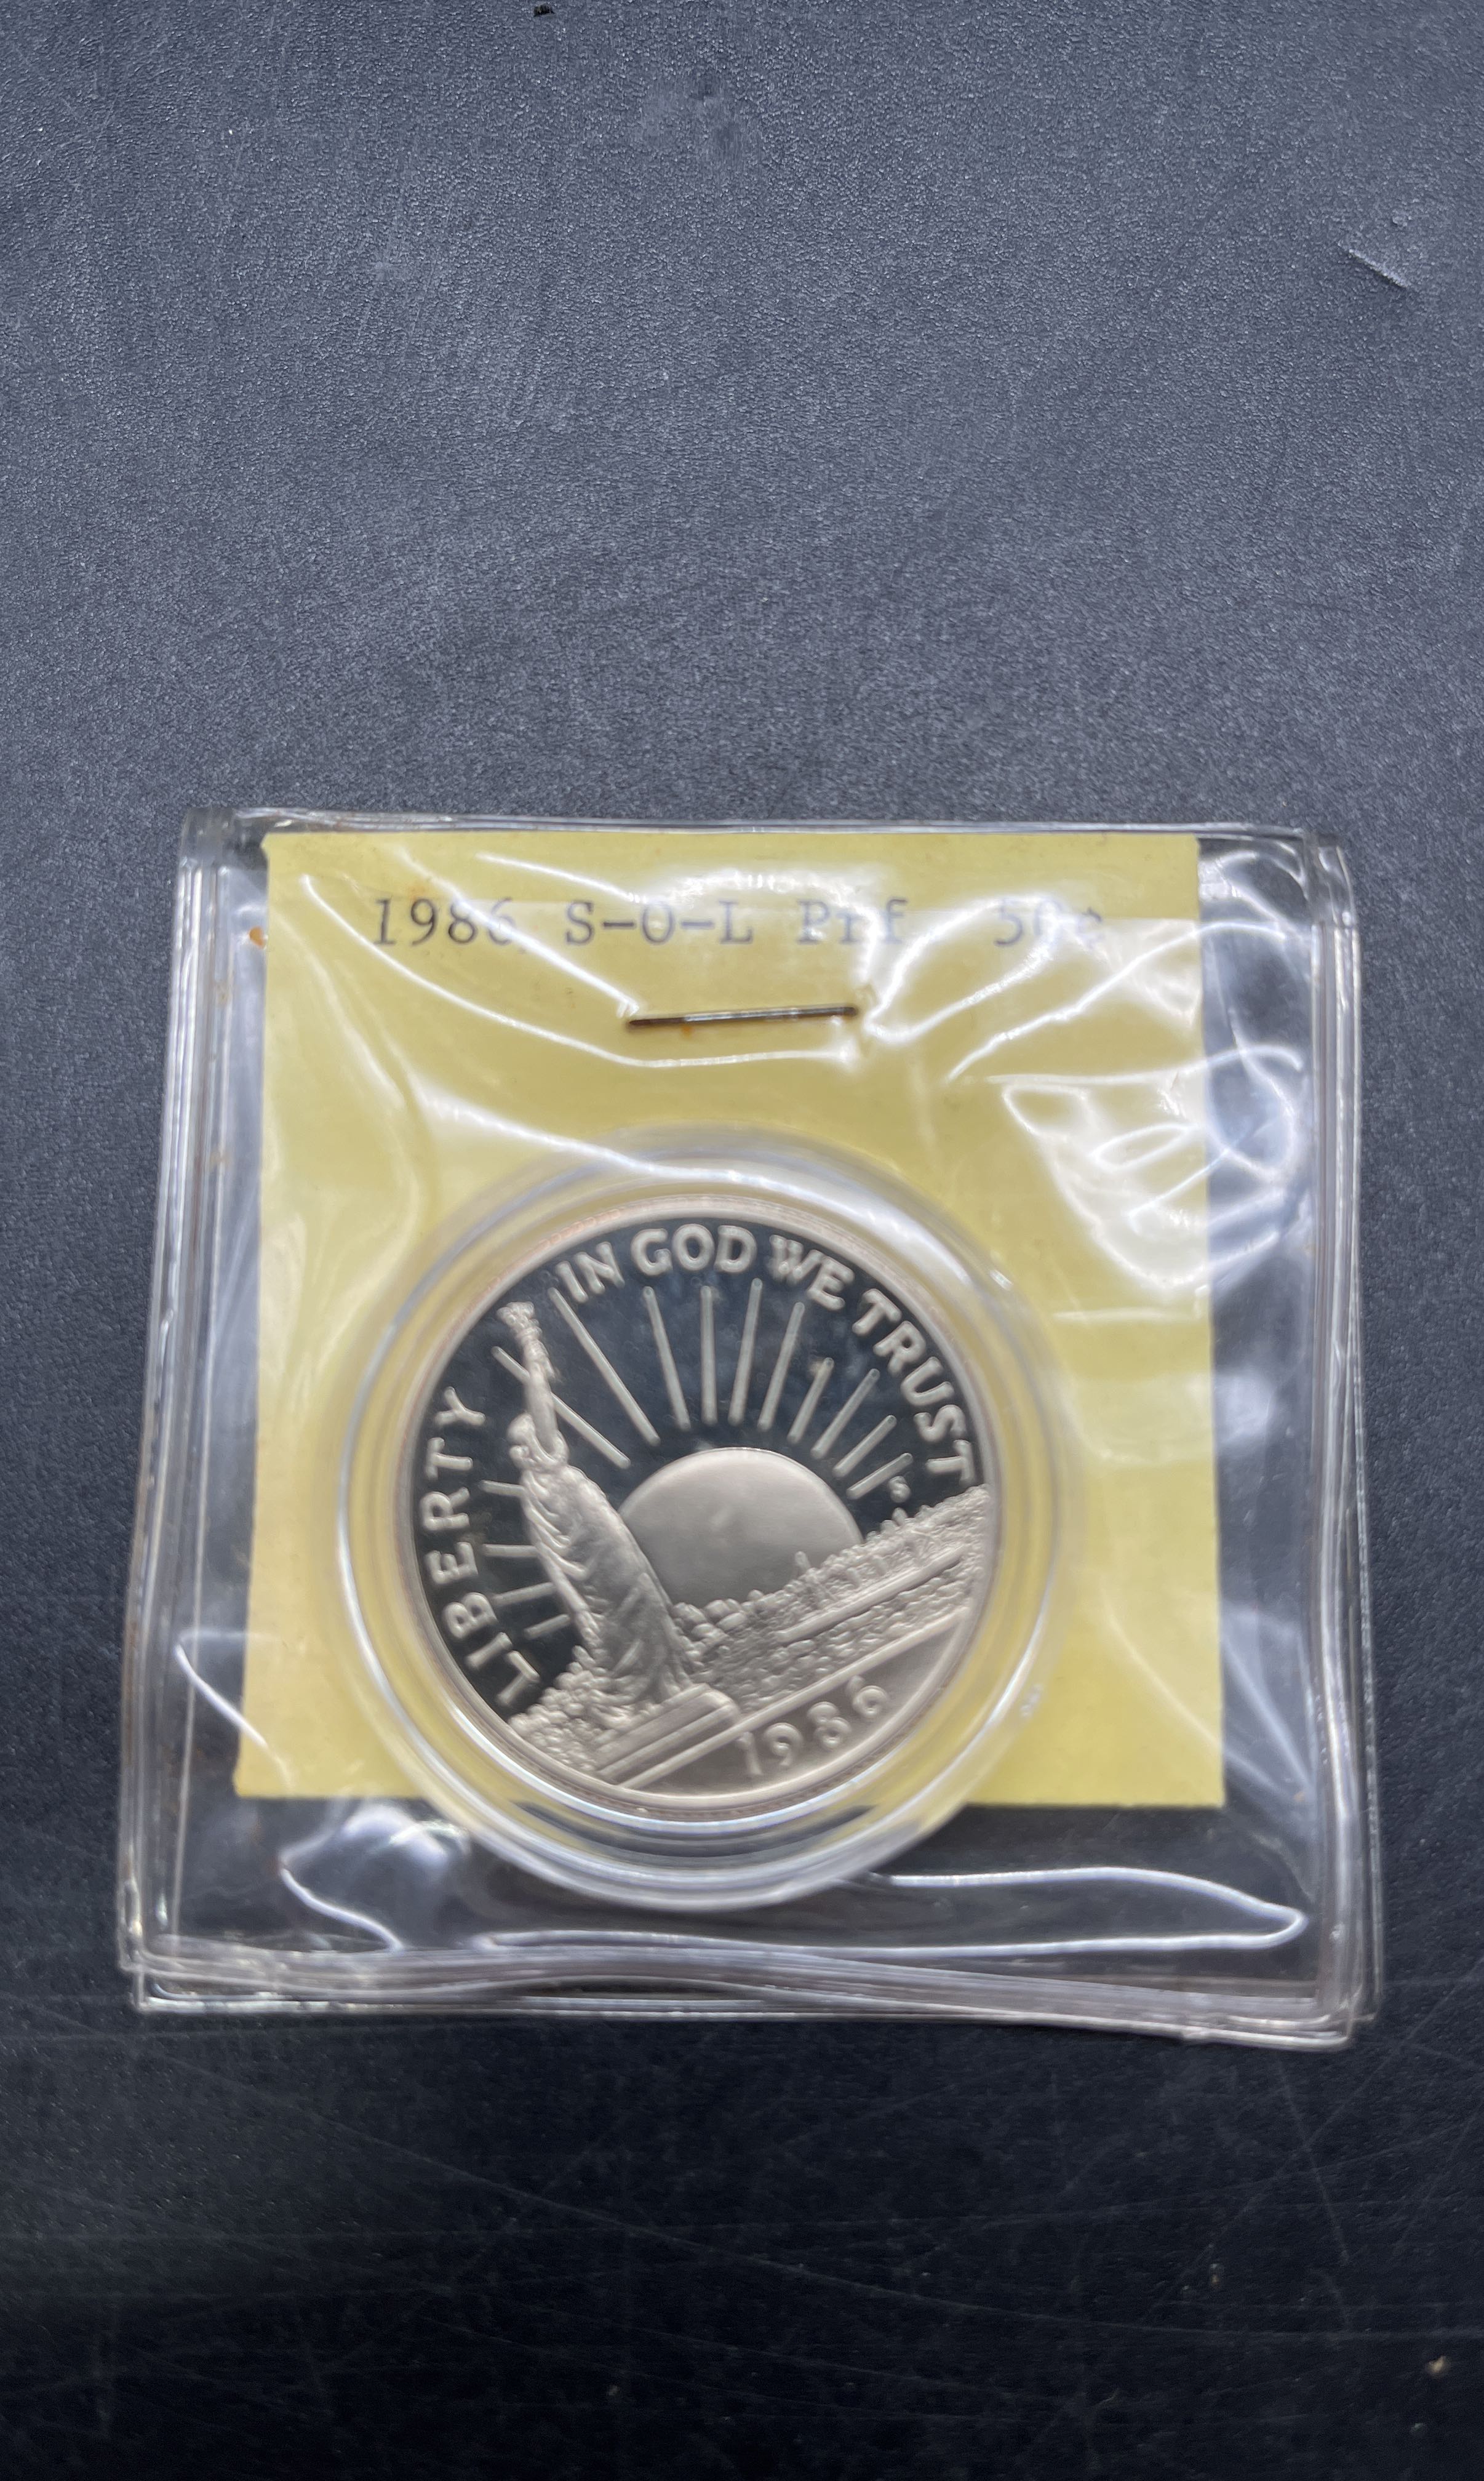 1986 S-O-L Prf 50¢
IN GOD WE TRUST
LIBERTY
S
1986